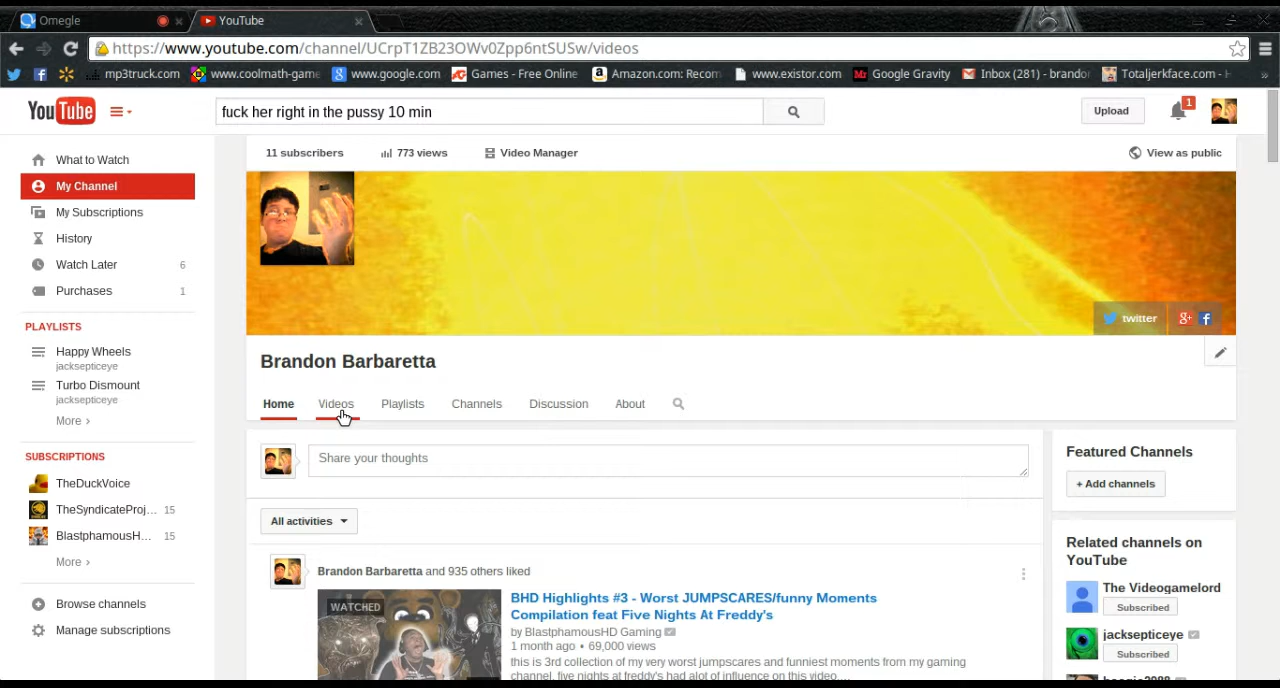 Omegle
YouTube
https://www.youtube.com/channel/UCrpT1ZB23OWv0Zpp6ntSUSw/videos
mp3truck.com www.coolmath-game www.google.com Games - Free Online Amazon.com: Recom www.existor.com Google Gravity Inbox (281) - brando Totaljerkface.com - H »
YouTube
fuck her right in the pussy 10 min
Upload
1
11 subscribers 773 views Video Manager View as public
What to Watch
My Channel
My Subscriptions
History
Watch Later 6
Purchases 1
PLAYLISTS
Happy Wheels
jacksepticeye
Turbo Dismount
jacksepticeye
More ›
SUBSCRIPTIONS
TheDuckVoice
TheSyndicateProj... 15
BlastphamousH... 15
More ›
Browse channels
Manage subscriptions
twitter
Brandon Barbaretta
Home Videos Playlists Channels Discussion About
Share your thoughts
All activities
Brandon Barbaretta and 935 others liked
WATCHED
BHD Highlights #3 - Worst JUMPSCARES/funny Moments
Compilation feat Five Nights At Freddy's
by BlastphamousHD Gaming
1 month ago • 69,000 views
this is 3rd collection of my very worst jumpscares and funniest moments from my gaming
channel, five nights at freddy's had alot of influence on this video....
Featured Channels
+ Add channels
Related channels on
YouTube
The Videogamelord
Subscribed
jacksepticeye
Subscribed